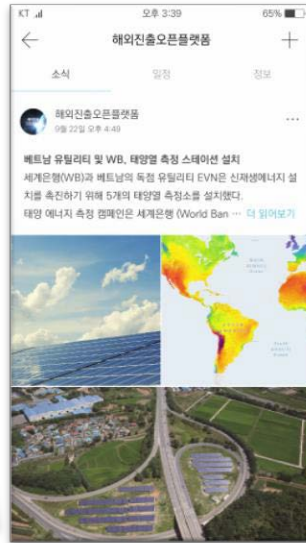 KT 오후 3:39 65%
해외진출오픈플랫폼
소식 일정 정보
해외진출오픈플랫폼
9월 22일 오후 4:49
베트남 유틸리티 및 WB, 태양열 측정 스테이션 설치
세계은행(WB)과 베트남의 독점 유틸리티 EVN은 신재생에너지 설
치를 촉진하기 위해 5개의 태양열 측정소를 설치했다.
태양 에너지 측정 캠페인은 세계은행 (World Ban ··· 더 읽어보기